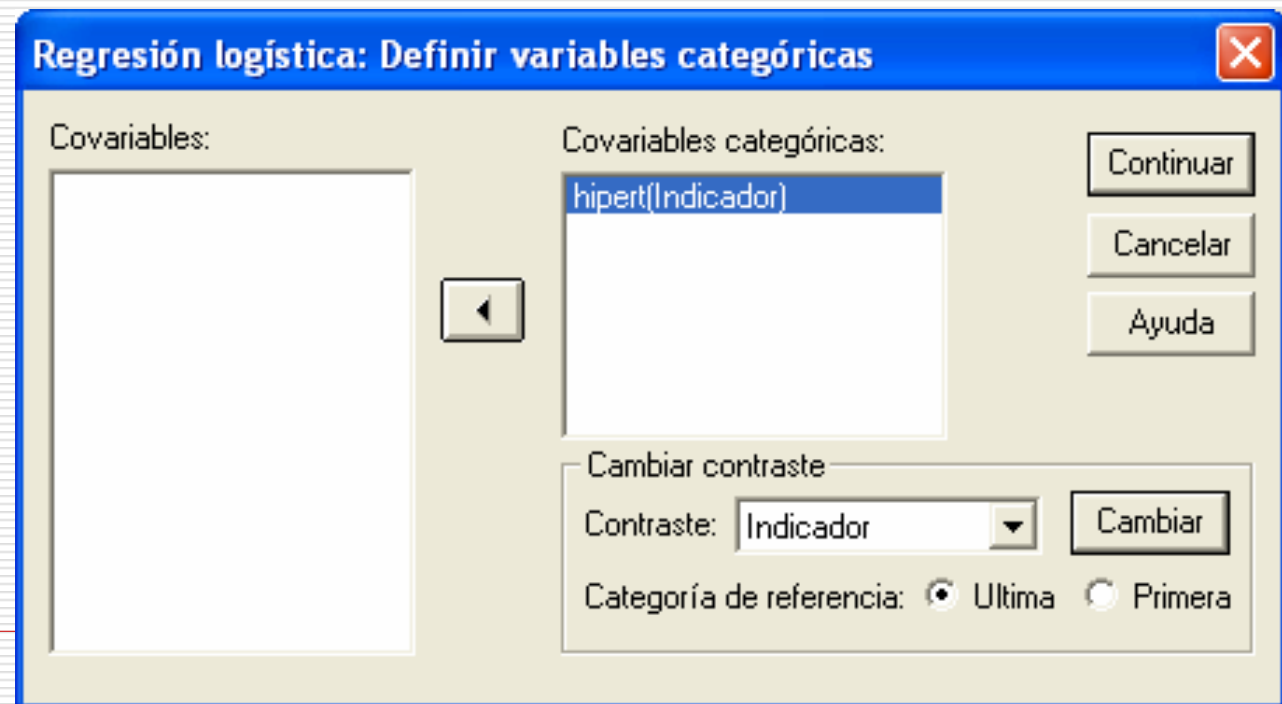 Regresión logística: Definir variables categóricas
Covariables:
Covariables categóricas:
hipert(Indicador)
Continuar
Cancelar
Ayuda
Cambiar contraste
Contraste: Indicador Cambiar
Categoría de referencia: Ultima Primera